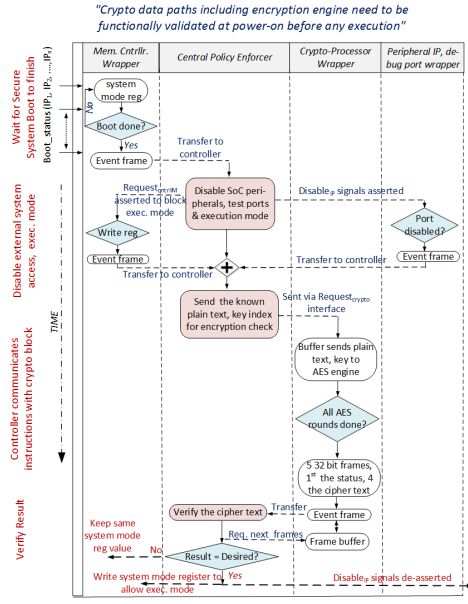 "Crypto data paths including encryption engine need to
be functionally validated at power-on before any execution"
Mem. Cntrllr.
Wrapper
Central Policy Enforcer
Crypto-Processor
Wrapper
Peripheral IP, de-
bug port wrapper
Wait for Secure
System Boot to finish
Boot_status (IP1, IP2, ..., IPn)
system
mode reg
No
Boot done?
Yes
Event frame
Transfer to
controller
Disable external system
access, exec. mode
TIME
RequestcntrlM
asserted to block
exec. mode
Disable SoC peri-
pherals, test ports
& execution mode
DisableIP signals asserted
Write reg
Port
disabled?
Event frame
Event frame
Transfer to controller
Transfer to controller
+
Controller communicates
instructions with crypto block
Send the known
plain text, key index
for encryption check
Sent via Requestcrypto
interface
Buffer sends plain
text, key to
AES engine
All AES
rounds done?
5 32 bit frames,
1st the status, 4
the cipher text
Verify Result
Verify the cipher text
Transfer
Event frame
Keep same
system mode
reg value
Req. next_frames
Frame buffer
No
Result = Desired?
Yes
Write system mode register to
allow exec. mode
DisableIP signals de-asserted